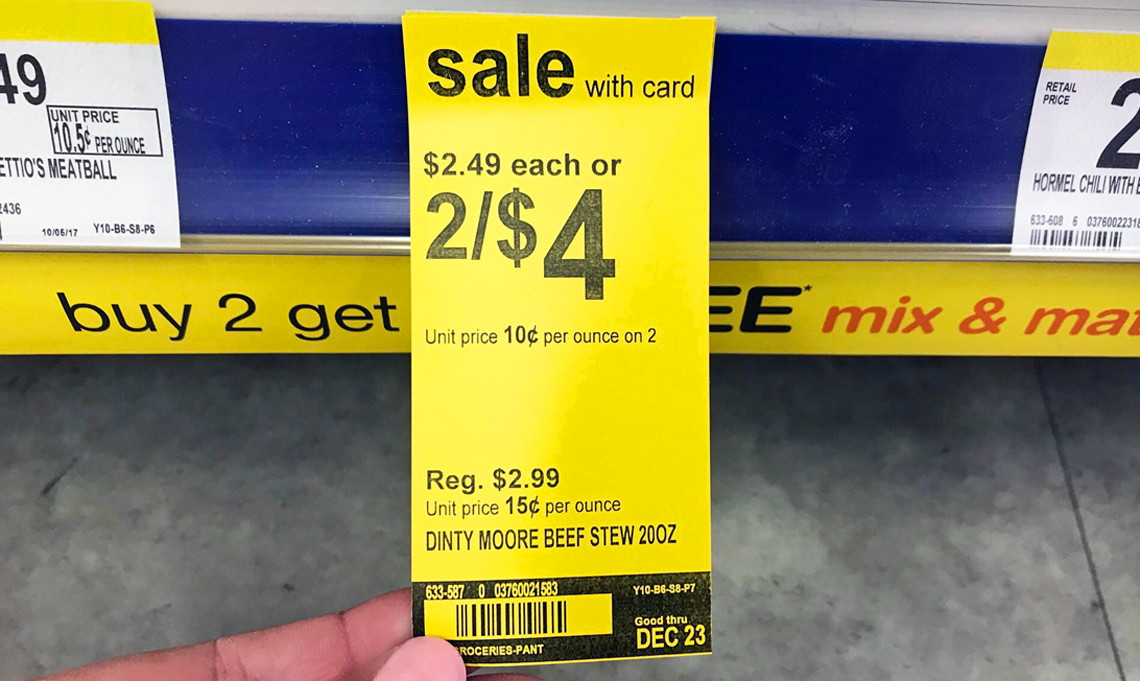 49
UNIT PRICE
10.5¢ PER OUNCE
ETTIO'S MEATBALL
2436
10/05/17 Y10-B6-S8-P6
sale with card
$2.49 each or
2/$4
Unit price 10¢ per ounce on 2
Reg. $2.99
Unit price 15¢ per ounce
DINTY MOORE BEEF STEW 20OZ
633-587 0 03760021583
Y10-B6-S8-P7
Good thru
DEC 23
ROCERIES-PANT
RETAIL
PRICE
2
HORMEL CHILI WITH
633-608 6 0376002231
buy 2 get EE* mix & mat